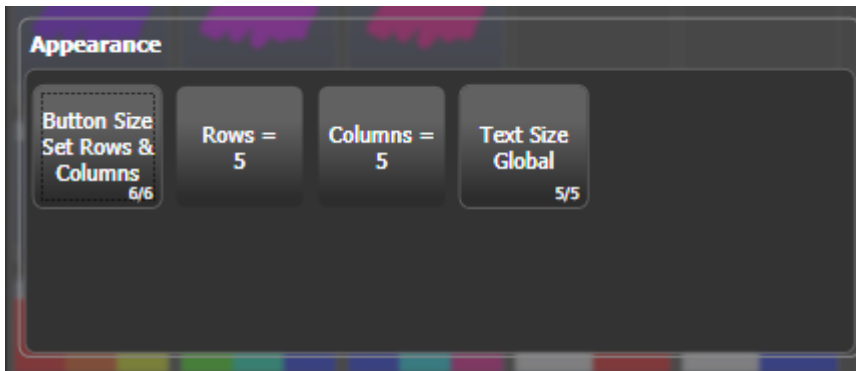 Appearance
Button Size
Set Rows &
Columns
6/6
Rows =
5
Columns =
5
Text Size
Global
5/5